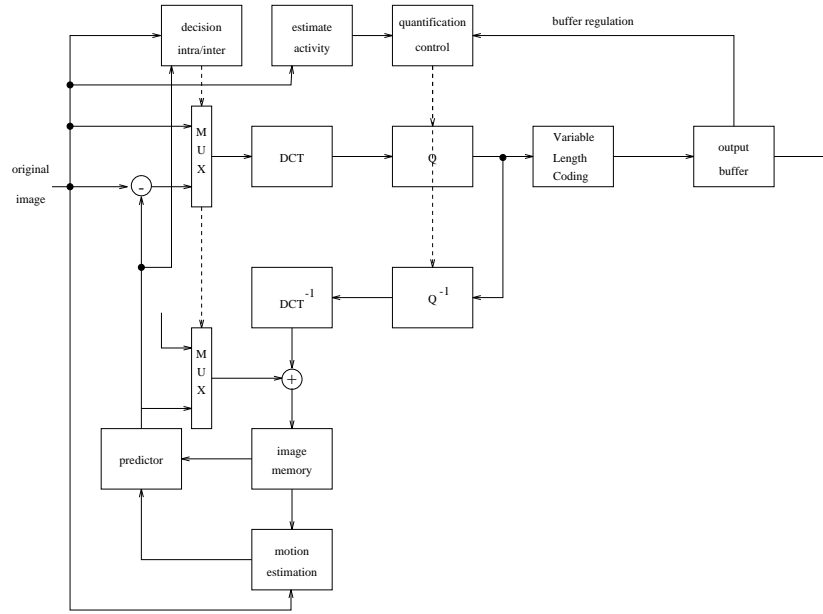 decision
intra/inter
estimate
activity
quantification
control
buffer regulation
M
U
X
DCT
Q
Variable
Length
Coding
output
buffer
original
image
-
DCT -1
Q -1
M
U
X
+
predictor
image
memory
motion
estimation